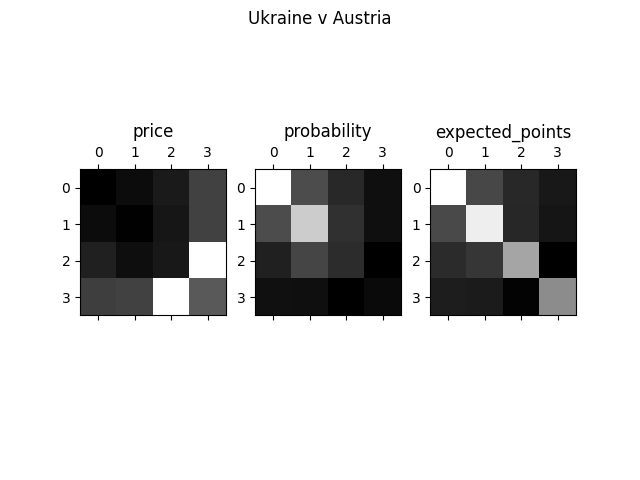 Ukraine v Austria
price probability expected_points
0 1 2 3 0 1 2 3 0 1 2 3
0 0 0
1 1 1
2 2 2
3 3 3